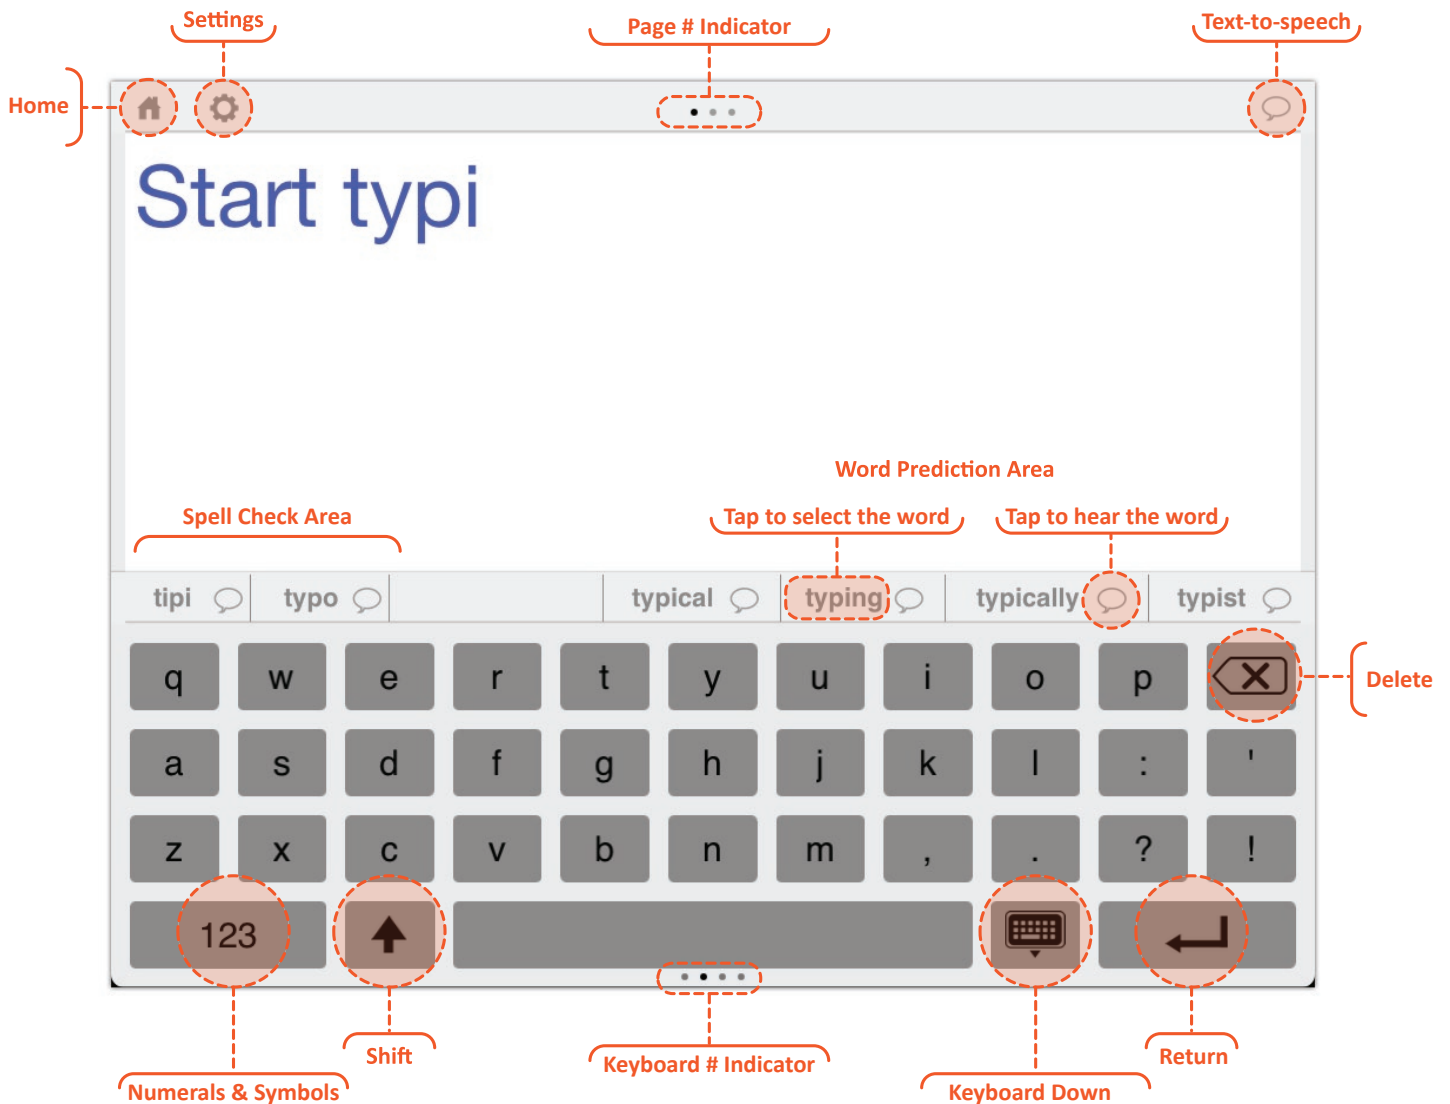 Settings
Page # Indicator
Text-to-speech
Home
Start typi
Word Prediction Area
Spell Check Area
Tap to select the word
Tap to hear the word
tipi typo typical typing typically typist
q w e r t y u i o p
Delete
a s d f g h j k l : '
z x c v b n m , . ? !
123
Shift
Keyboard # Indicator
Return
Numerals & Symbols
Keyboard Down